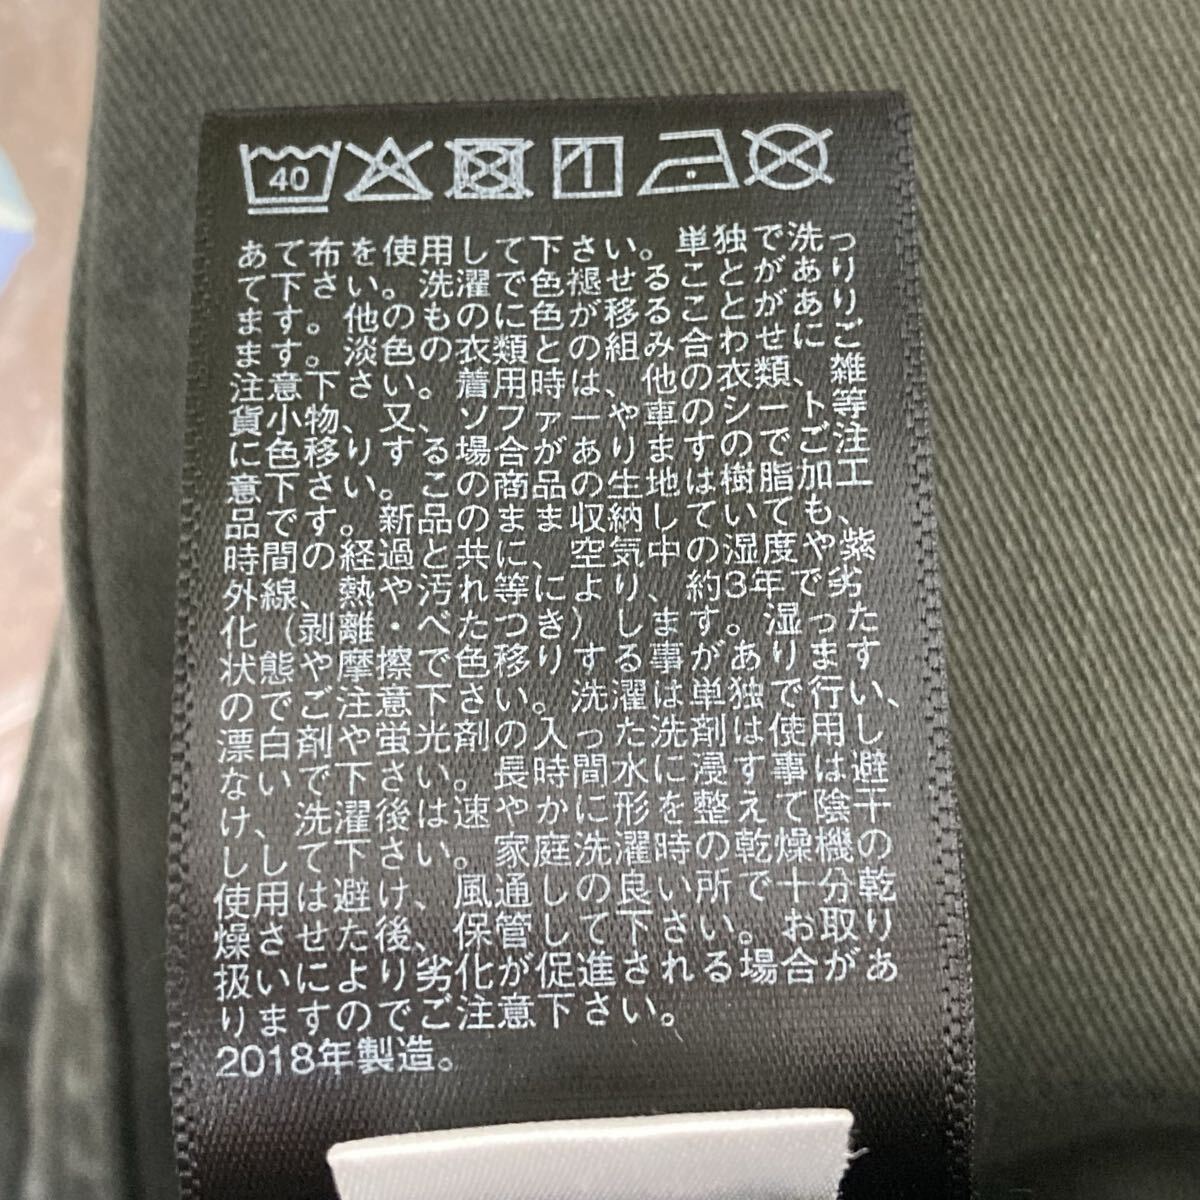 40
あて布を使用して下さい。単独で洗っ
て下さい。洗濯で色褪せることがあり
ます。他のものに色が移ることがあり
ます。淡色の衣類との組み合わせにご
注意下さい。着用時は、他の衣類、雑
貨小物、又、ソファーや車のシート等
に色移りする場合がありますのでご注
意下さい。この商品の生地は樹脂加工
品です。新品のまま収納していても、
時間の経過と共に、空気中の湿度や紫
外線、熱や汚れ等により、約3年で劣
化（剥離・べたつき）します。湿った
状態や摩擦で色移りする事があります
のでご注意下さい。洗濯は単独で行い、
漂白剤や蛍光剤の入った洗剤は使用し
ないで下さい。長時間水に浸す事は避
け、洗濯後は速やかに形を整えて陰干
しして下さい。家庭洗濯時の乾燥機の
使用は避け、風通しの良い所で十分乾
燥させた後、保管して下さい。お取り
扱いにより劣化が促進される場合があ
りますのでご注意下さい。
2018年製造。